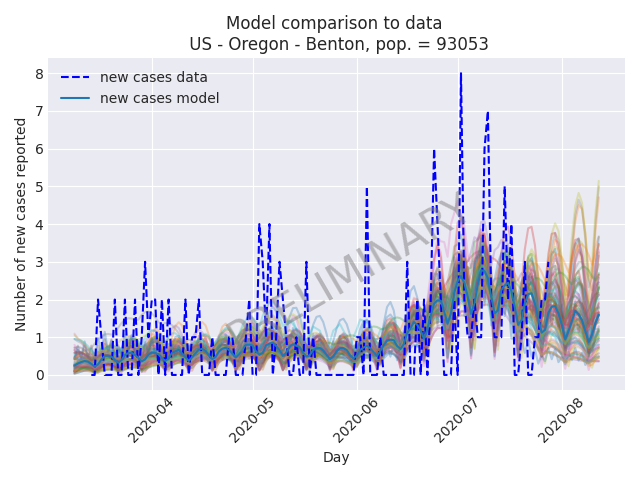 Model comparison to data
US - Oregon - Benton, pop. = 93053
new cases data
new cases model
PRELIMINARY
Number of new cases reported
8
7
6
5
4
3
2
1
0
2020-04
2020-05
2020-06
2020-07
2020-08
Day